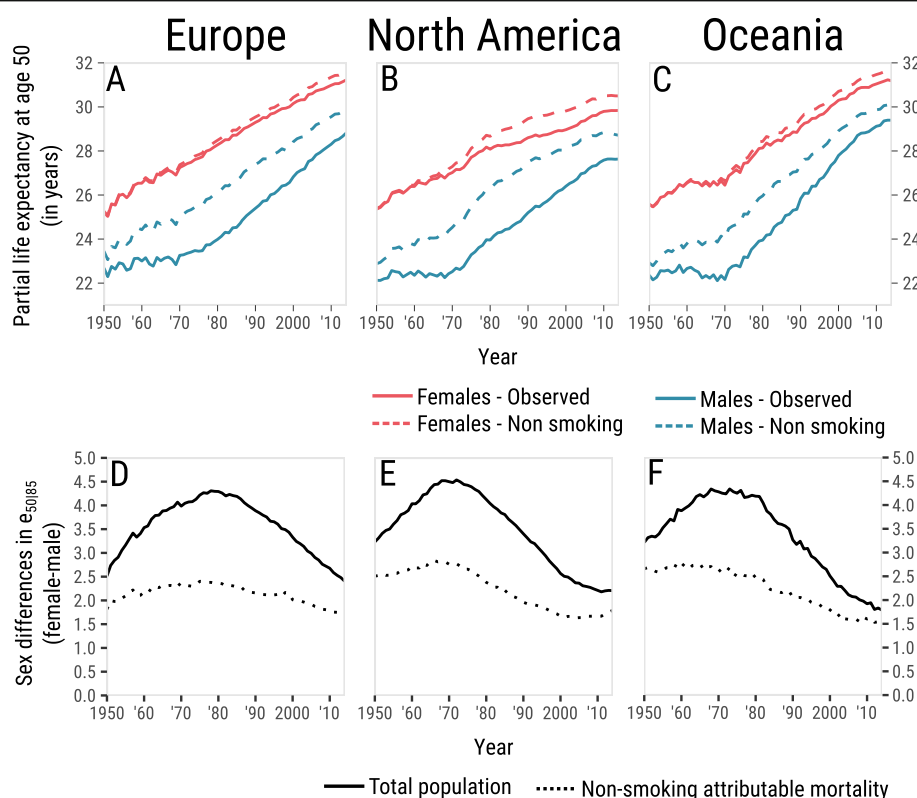 Europe North America Oceania
Partial life expectancy at age 50
(in years)
A B C
32 30 28 26 24 22
32 30 28 26 24 22
1950 '60 '70 '80 '90 2000 '10
1950 '60 '70 '80 '90 2000 '10
1950 '60 '70 '80 '90 2000 '10
Year
Females - Observed Males - Observed
Females - Non smoking Males - Non smoking
Sex differences in e50|85
(female-male)
D E F
5.0 4.5 4.0 3.5 3.0 2.5 2.0 1.5 1.0 0.5 0.0
5.0 4.5 4.0 3.5 3.0 2.5 2.0 1.5 1.0 0.5 0.0
1950 '60 '70 '80 '90 2000 '10
1950 '60 '70 '80 '90 2000 '10
1950 '60 '70 '80 '90 2000 '10
Year
Total population Non-smoking attributable mortality